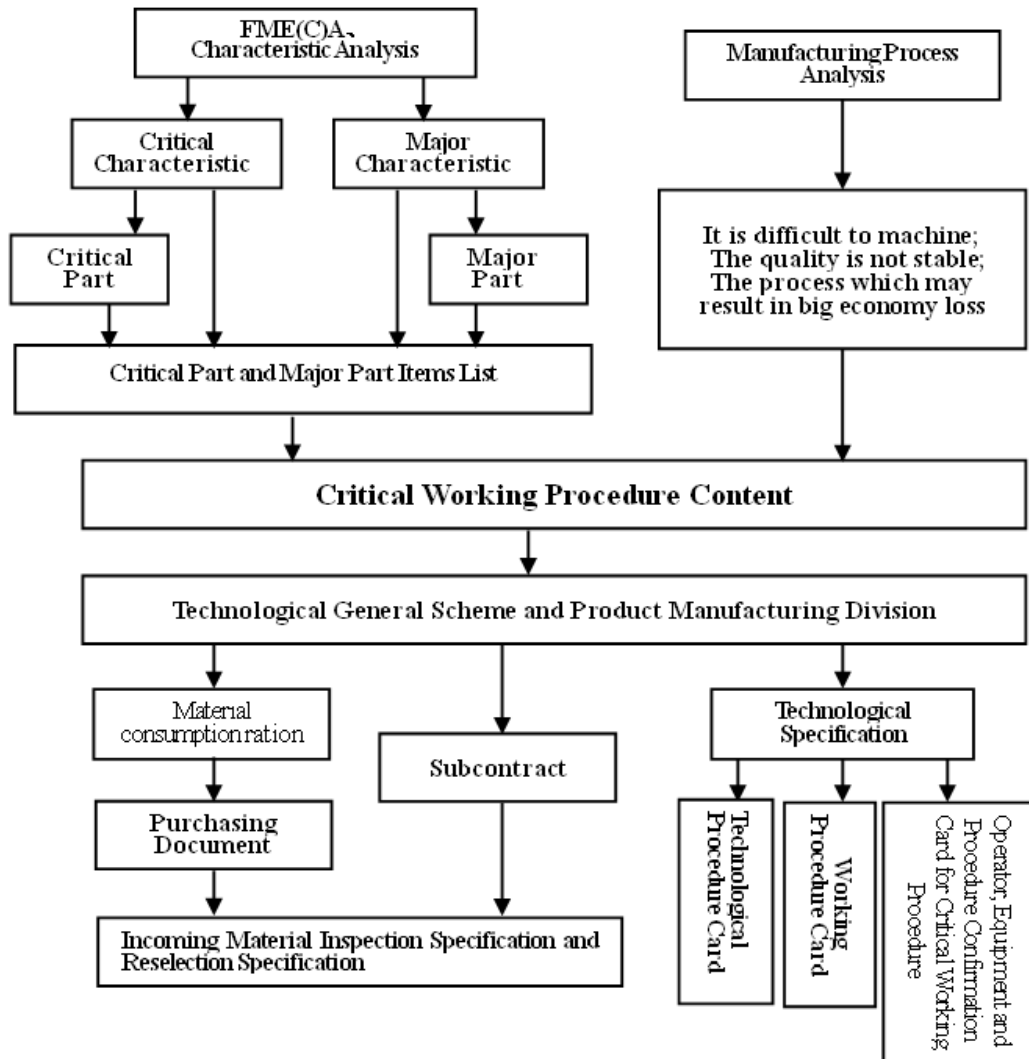 FME(C)A、
Characteristic Analysis
Manufacturing Process
Analysis
Critical
Characteristic
Major
Characteristic
Critical
Part
Major
Part
It is difficult to machine;
The quality is not stable;
The process which may
result in big economy loss
Critical Part and Major Part Items List
Critical Working Procedure Content
Technological General Scheme and Product Manufacturing Division
Material
consumption ration
Subcontract
Technological
Specification
Purchasing
Document
Incoming Material Inspection Specification and
Reselection Specification
Technological
Procedure Card
Working
Procedure Card
Operator, Equipment and
Procedure Confirmation
Card for Critical Working
Procedure